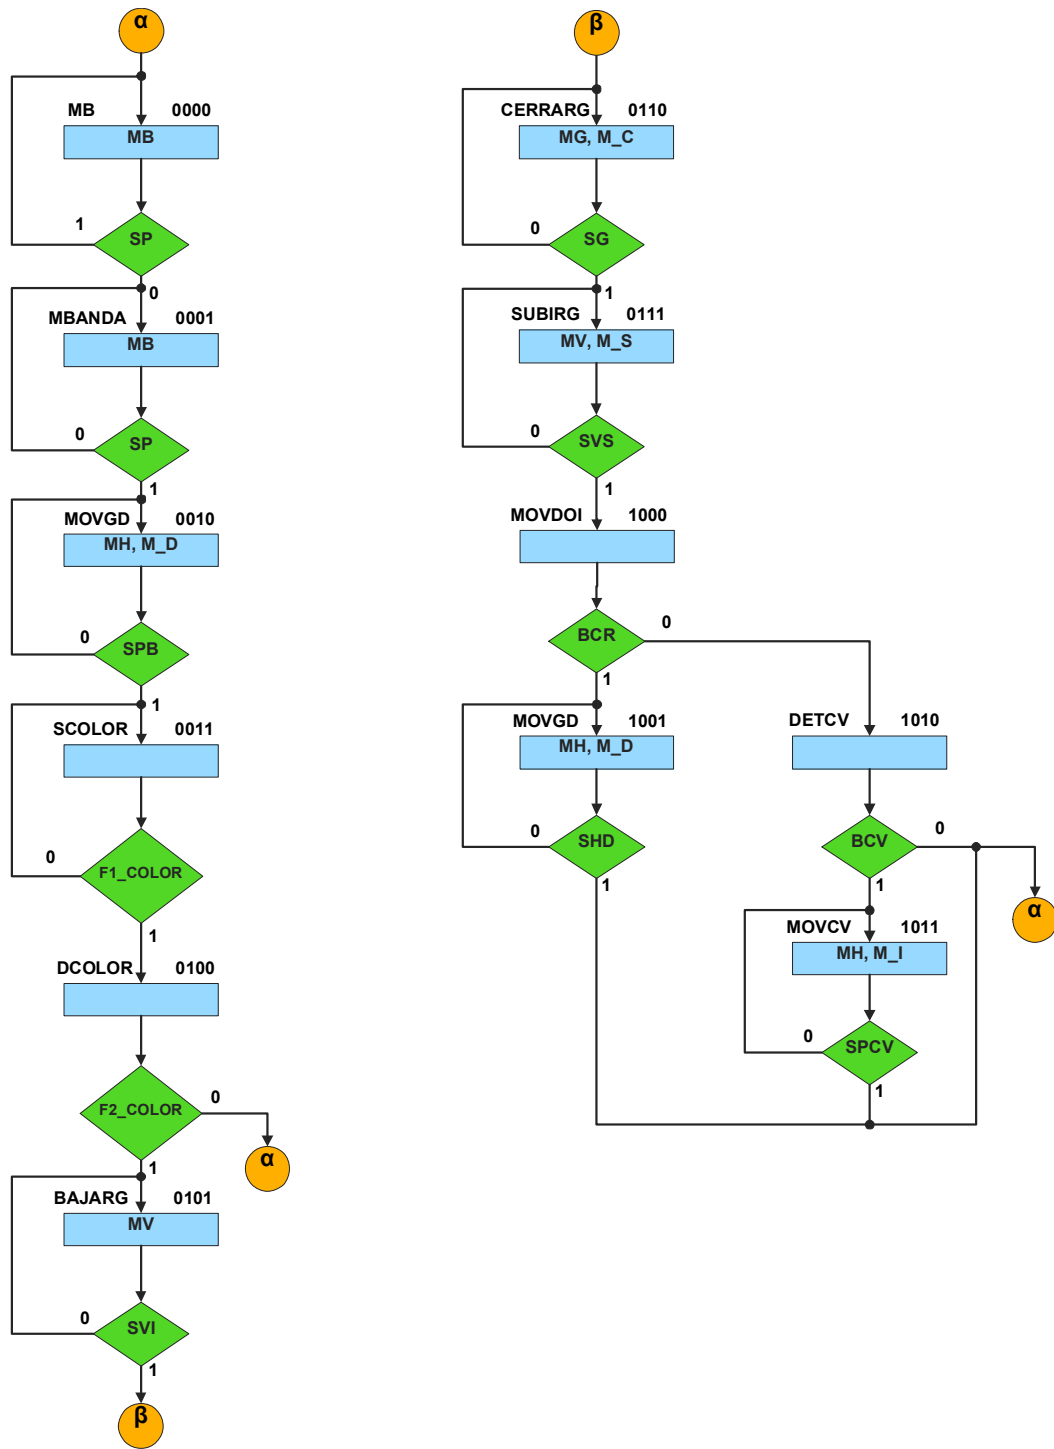 α
MB 0000
MB
SP
1
0
MBANDA 0001
MB
SP
0
1
MOVGD 0010
MH, M_D
SPB
0
1
SCOLOR 0011
F1_COLOR
0
1
DCOLOR 0100
F2_COLOR
0
α
1
BAJARG 0101
MV
SVI
0
1
β
β
CERRARG 0110
MG, M_C
SG
0
1
SUBIRG 0111
MV, M_S
SVS
0
1
MOVDOI 1000
BCR
0
1
MOVGD 1001
MH, M_D
SHD
0
1
DETCV 1010
BCV
0
α
1
MOVCV 1011
MH, M_I
SPCV
0
1